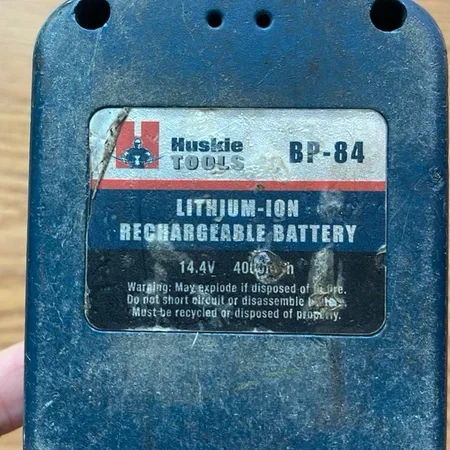 H
Huskie
TOOLS
BP-84
LITHIUM-ION
RECHARGEABLE BATTERY
14.4V
Warning: May explode if disposed of in fire.
Do not short circuit or disassemble
Must be recycled or disposed of properly.